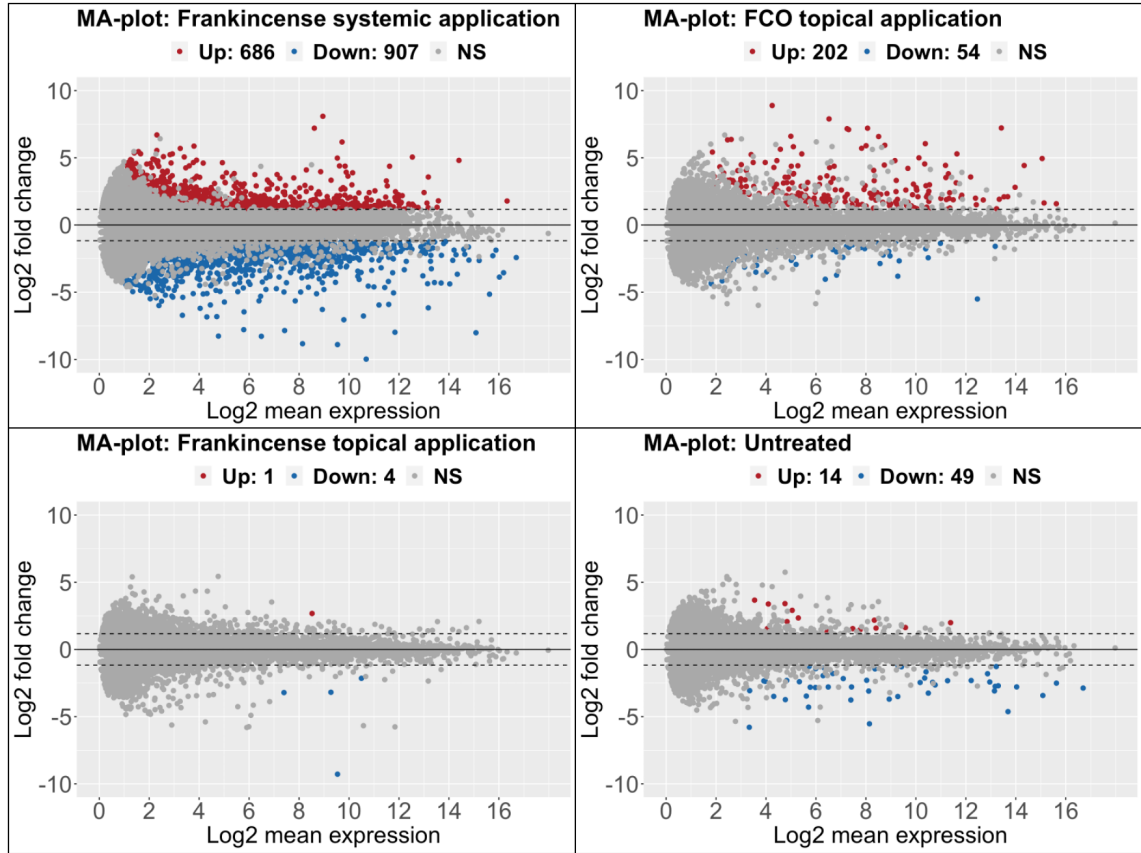 MA-plot: Frankincense systemic application
Up: 686 Down: 907 NS
10
5
0
-5
-10
Log2 fold change
0 2 4 6 8 10 12 14 16
Log2 mean expression
MA-plot: FCO topical application
Up: 202 Down: 54 NS
10
5
0
-5
-10
Log2 fold change
0 2 4 6 8 10 12 14 16
Log2 mean expression
MA-plot: Frankincense topical application
Up: 1 Down: 4 NS
10
5
0
-5
-10
Log2 fold change
0 2 4 6 8 10 12 14 16
Log2 mean expression
MA-plot: Untreated
Up: 14 Down: 49 NS
10
5
0
-5
-10
Log2 fold change
0 2 4 6 8 10 12 14 16
Log2 mean expression